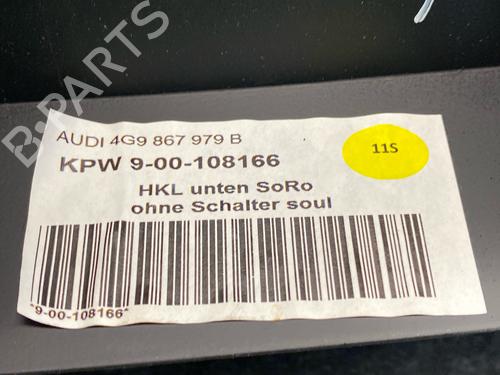 B-PARTS
AUDI 4G9 867 979 B
KPW 9-00-108166
11S
HKL unten SoRo
ohne Schalter soul
*9-00-108166*